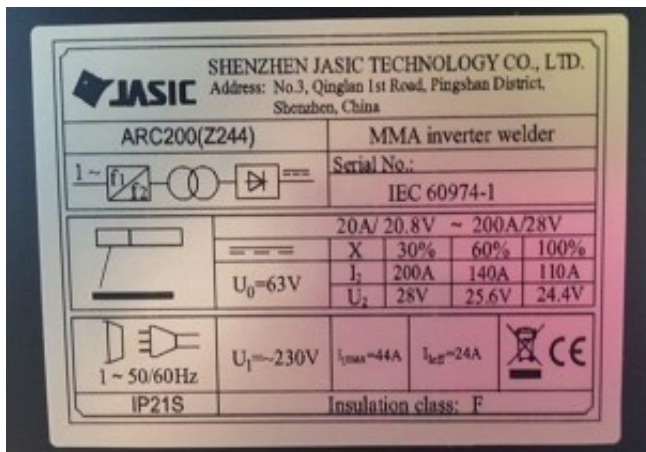 JASIC
SHENZHEN JASIC TECHNOLOGY CO., LTD.
Address: No.3, Qinglan 1st Road, Pingshan District,
Shenzhen, China
ARC200(Z244)
MMA inverter welder
1~ f1 f2
Serial No.:
IEC 60974-1
20A/ 20.8V ~ 200A/28V
X 30% 60% 100%
U0=63V
I2 200A 140A 110A
U2 28V 25.6V 24.4V
1~50/60Hz
U1=~230V
I1max=44A
I1eff=24A
CE
IP21S
Insulation class: F